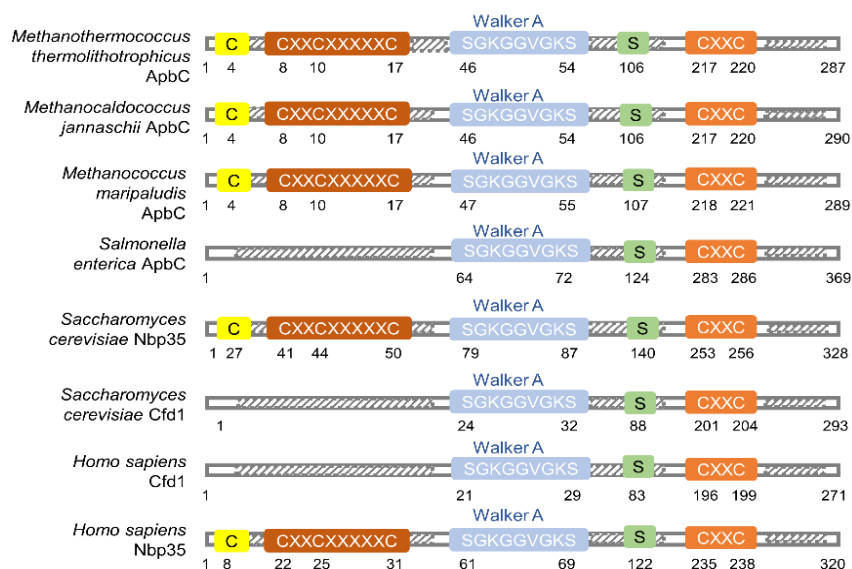 Walker A
Methanothermococcus
thermolithotrophicus
ApbC
C CXXCXXXXXC SGKGGVGKS S CXXC
1 4 8 10 17 46 54 106 217 220 287
Walker A
Methanocaldococcus
jannaschii ApbC
C CXXCXXXXXC SGKGGVGKS S CXXC
1 4 8 10 17 46 54 106 217 220 290
Walker A
Methanococcus
maripaludis
ApbC
C CXXCXXXXXC SGKGGVGKS S CXXC
1 4 8 10 17 47 55 107 218 221 289
Walker A
Salmonella
enterica ApbC
SGKGGVGKS S CXXC
1 64 72 124 283 286 369
Walker A
Saccharomyces
cerevisiae Nbp35
C CXXCXXXXXC SGKGGVGKS S CXXC
1 27 41 44 50 79 87 140 253 256 328
Walker A
Saccharomyces
cerevisiae Cfd1
SGKGGVGKS S CXXC
1 24 32 88 201 204 293
Walker A
Homo sapiens
Cfd1
SGKGGVGKS S CXXC
1 21 29 83 196 199 271
Walker A
Homo sapiens
Nbp35
C CXXCXXXXXC SGKGGVGKS S CXXC
1 8 22 25 31 61 69 122 235 238 320